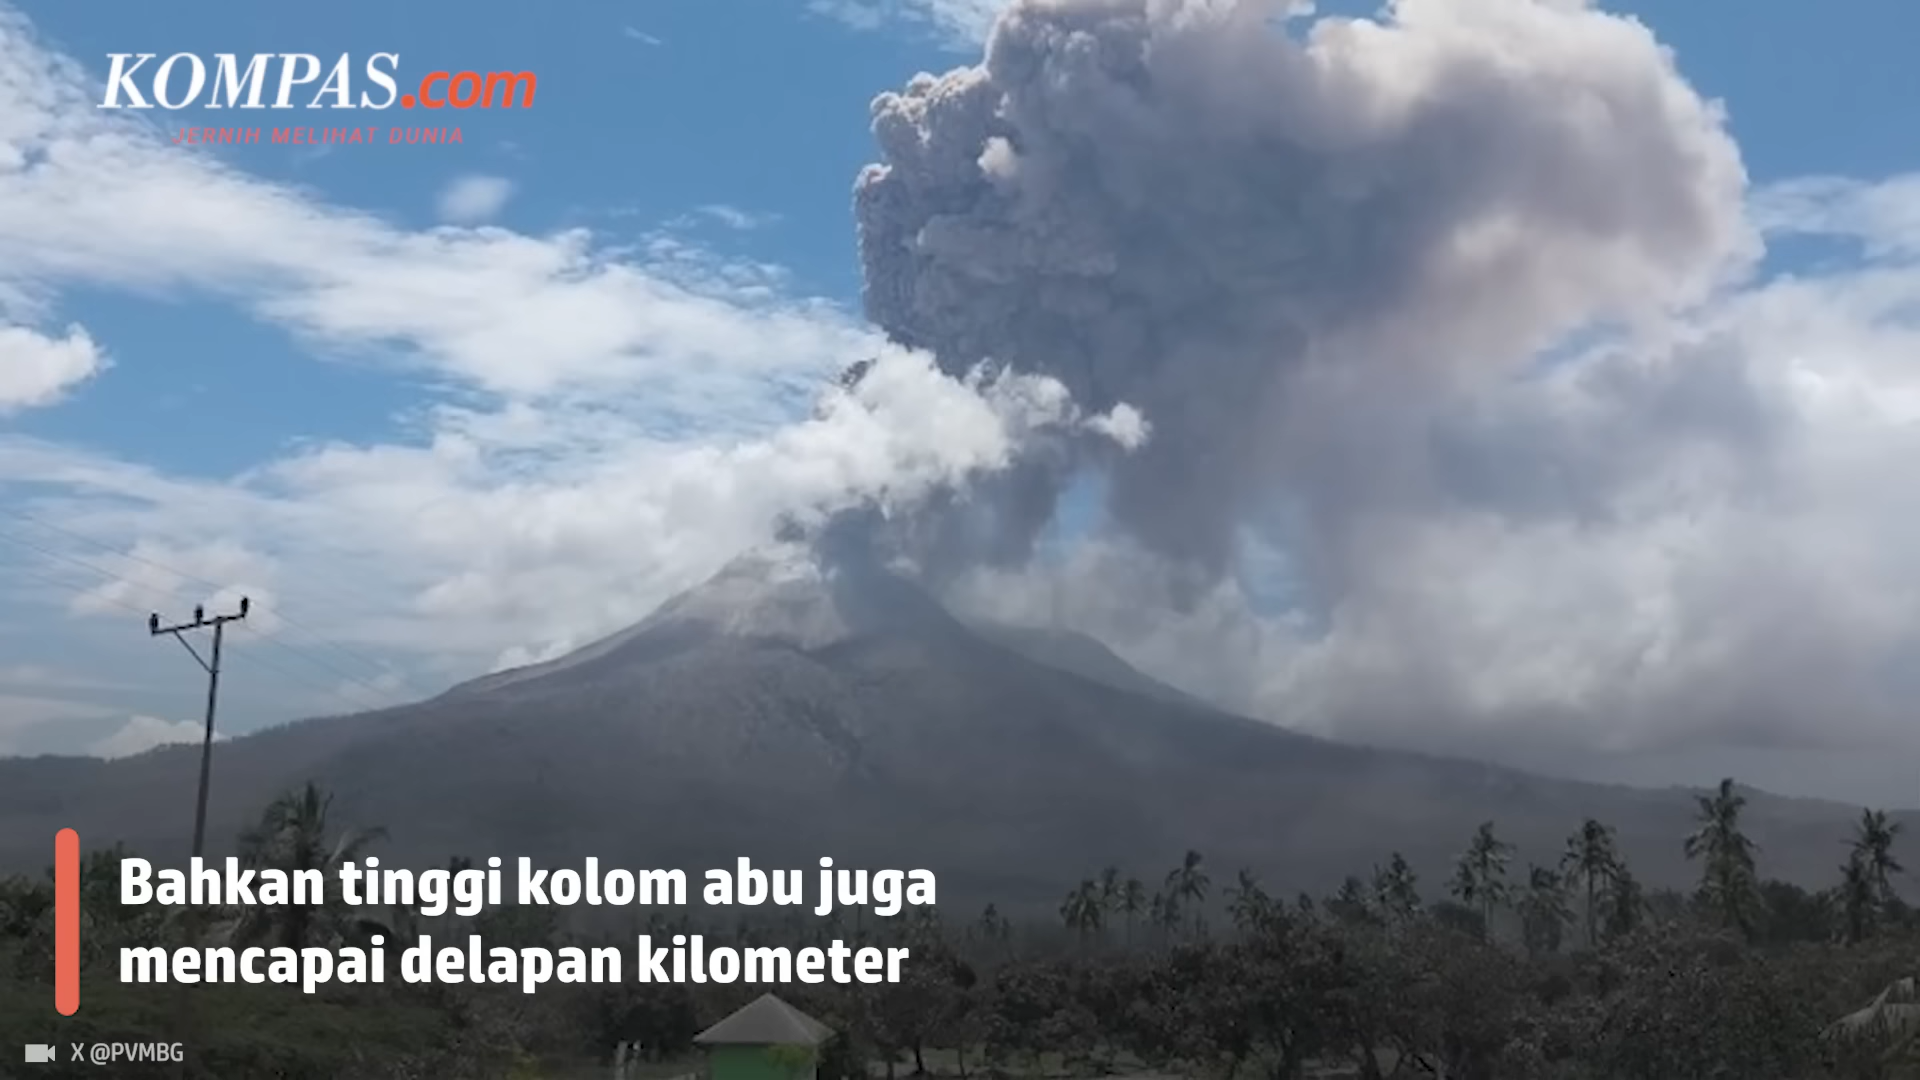 KOMPAS.com
JERNIH MELIHAT DUNIA
Bahkan tinggi kolom abu juga
mencapai delapan kilometer
X @PVMBG